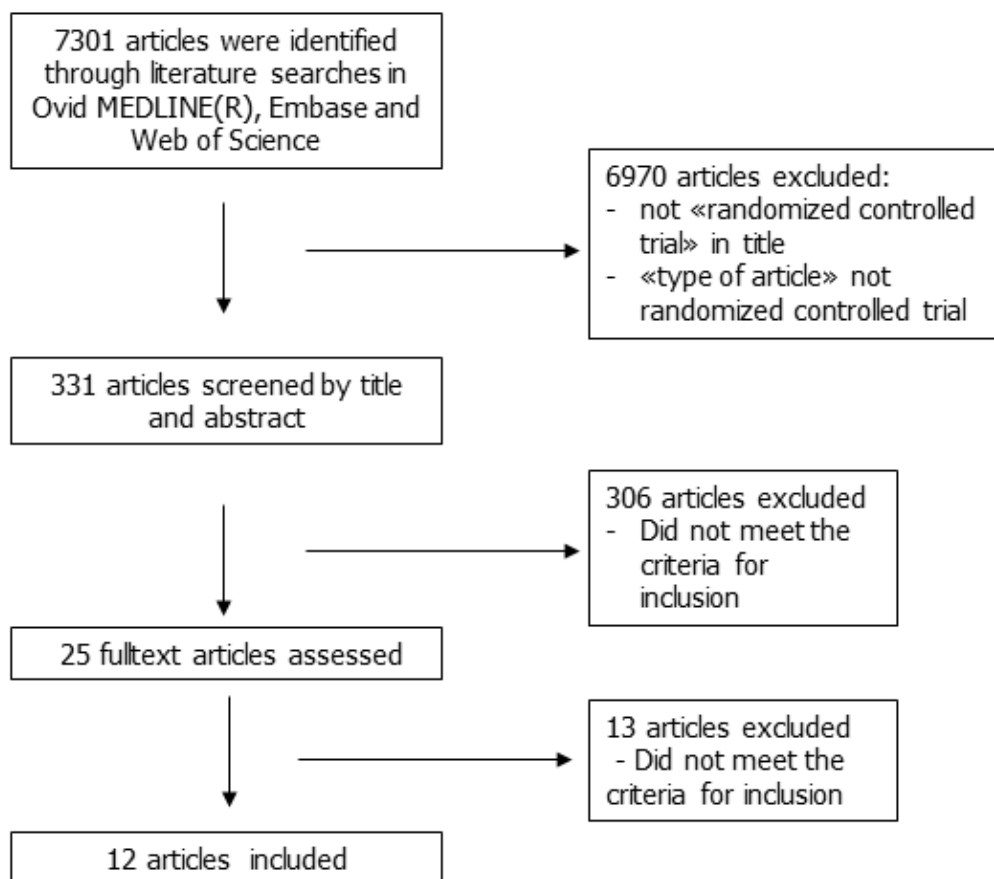 7301 articles were identified
through literature searches in
Ovid MEDLINE(R), Embase and
Web of Science
6970 articles excluded:
- not «randomized controlled
trial» in title
- «type of article» not
randomized controlled trial
331 articles screened by title
and abstract
306 articles excluded
- Did not meet the
criteria for
inclusion
25 fulltext articles assessed
13 articles excluded
- Did not meet the
criteria for inclusion
12 articles included